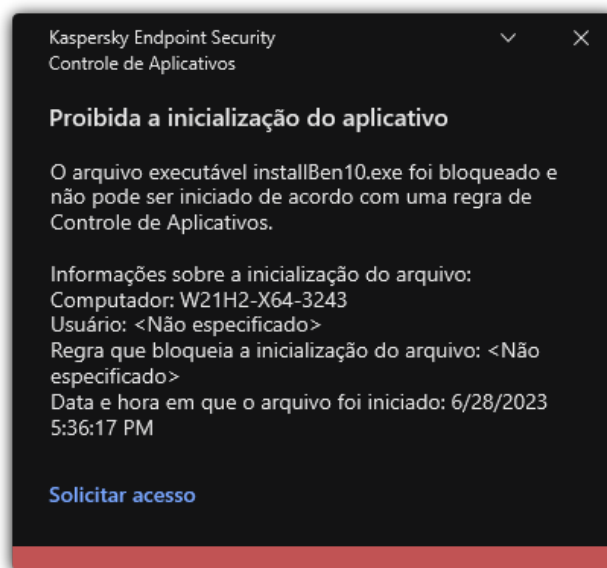 Kaspersky Endpoint Security
Controle de Aplicativos
Proibida a inicialização do aplicativo
O arquivo executável installBen10.exe foi bloqueado e
não pode ser iniciado de acordo com uma regra de
Controle de Aplicativos.
Informações sobre a inicialização do arquivo:
Computador: W21H2-X64-3243
Usuário: <Não especificado>
Regra que bloqueia a inicialização do arquivo: <Não
especificado>
Data e hora em que o arquivo foi iniciado: 6/28/2023
5:36:17 PM
Solicitar acesso